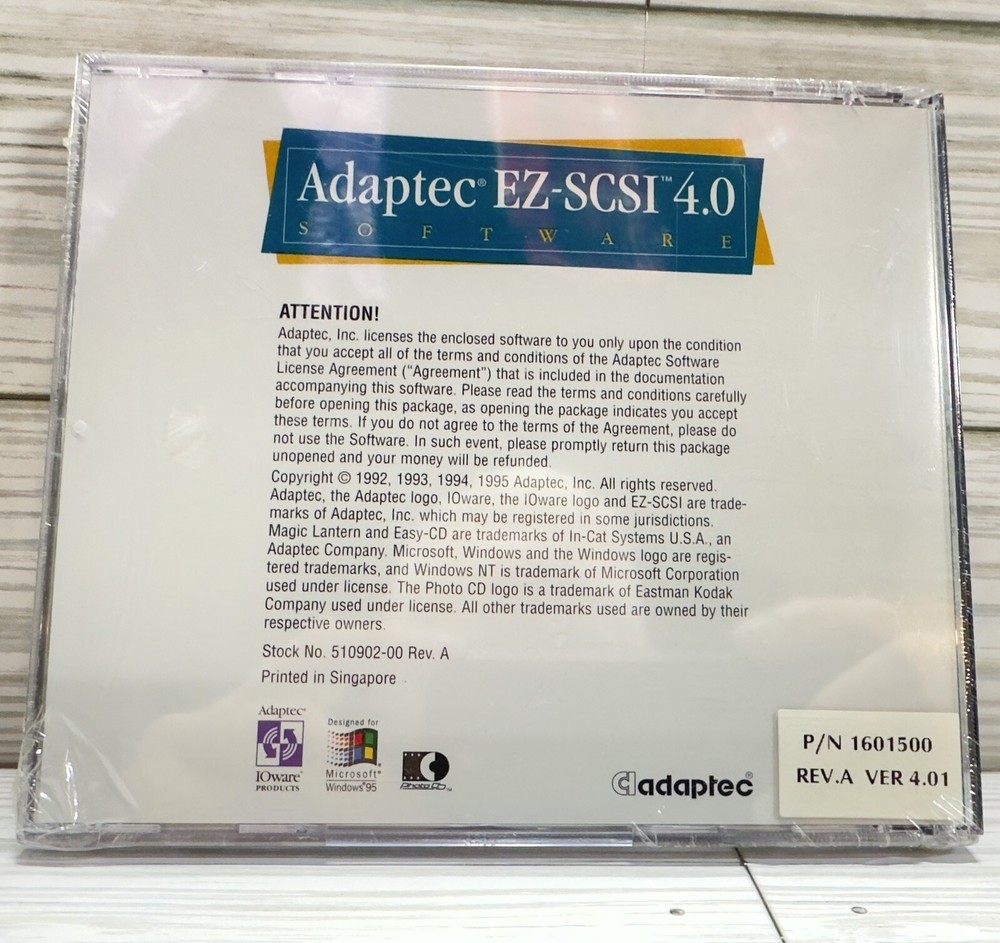 Adaptec® EZ-SCSI™ 4.0
SOFTWARE
ATTENTION!
Adaptec, Inc. licenses the enclosed software to you only upon the condition
that you accept all of the terms and conditions of the Adaptec Software
License Agreement (“Agreement”) that is included in the documentation
accompanying this software. Please read the terms and conditions carefully
before opening this package, as opening the package indicates you accept
these terms. If you do not agree to the terms of the Agreement, please do
not use the Software. In such event, please promptly return this package
unopened and your money will be refunded.
Copyright © 1992, 1993, 1994, 1995 Adaptec, Inc. All rights reserved.
Adaptec, the Adaptec logo, IOware, the IOware logo and EZ-SCSI are trade-
marks of Adaptec, Inc. which may be registered in some jurisdictions.
Magic Lantern and Easy-CD are trademarks of In-Cat Systems U.S.A., an
Adaptec Company. Microsoft, Windows and the Windows logo are regis-
tered trademarks, and Windows NT is trademark of Microsoft Corporation
used under license. The Photo CD logo is a trademark of Eastman Kodak
Company used under license. All other trademarks used are owned by their
respective owners.
Stock No. 510902-00 Rev. A
Printed in Singapore
Adaptec®
IOware®
PRODUCTS
Designed for
Microsoft®
Windows®95
Photo CD™
adaptec®
P/N 1601500
REV.A VER 4.01